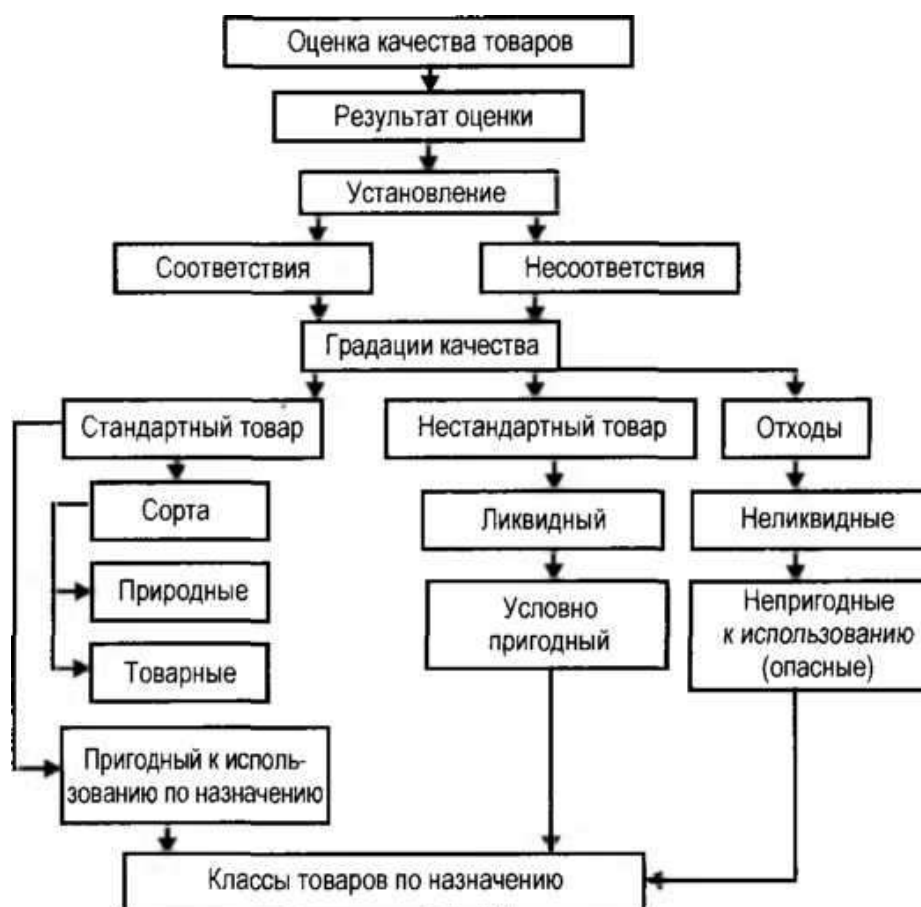 Оценка качества товаров
Результат оценки
Установление
Соответствия
Несоответствия
Градации качества
Стандартный товар
Нестандартный товар
Отходы
Сорта
Ликвидный
Неликвидные
Природные
Товарные
Условно
пригодный
Непригодные
к использованию
(опасные)
Пригодный к исполь-
зованию по назначению
Классы товаров по назначению